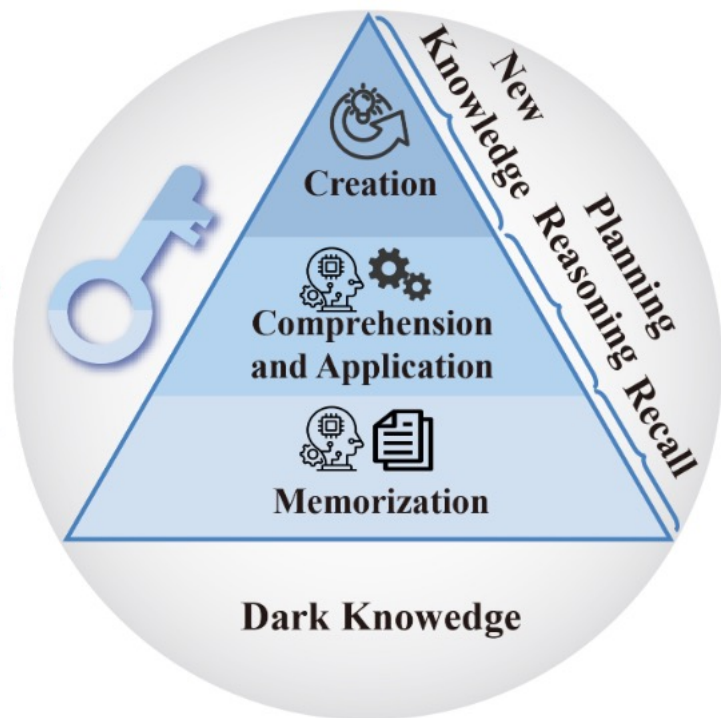 New
Knowledge
Creation
Planning
Reasoning
Comprehension
and Application
Recall
Memorization
Dark Knowedge